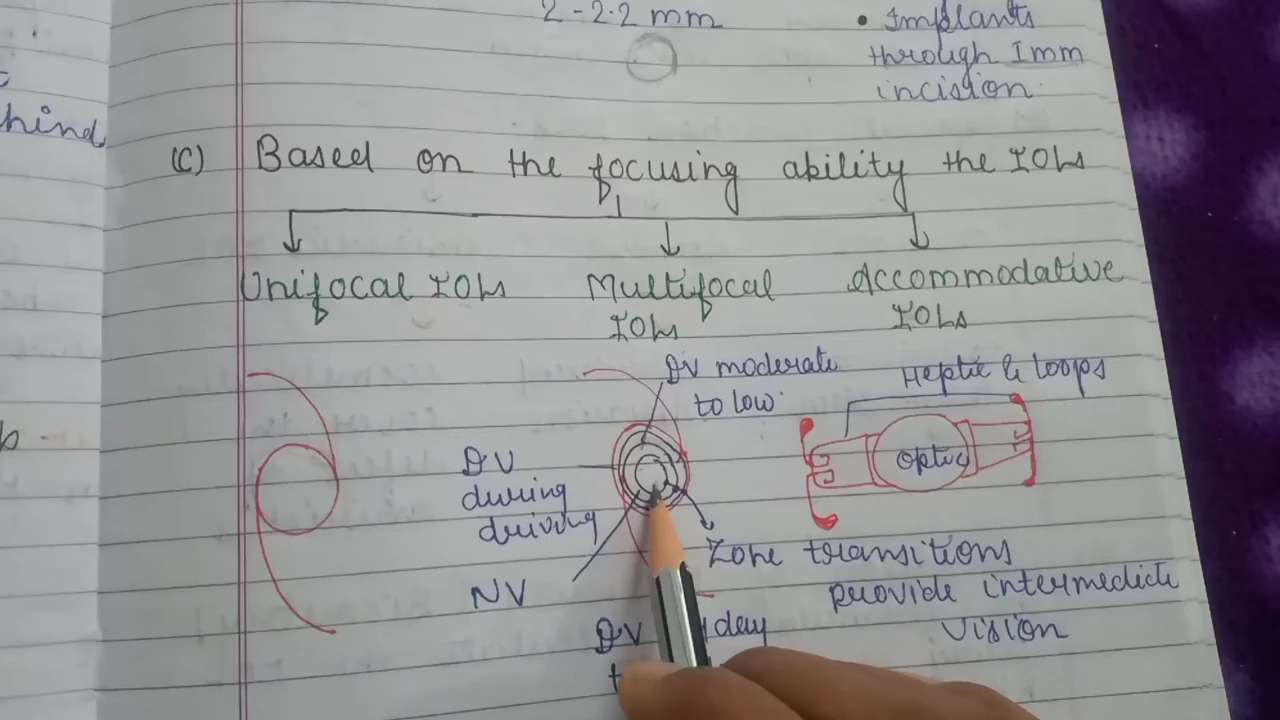 2-2.2 mm
• Implants
through 1mm
incision
hind
(C) Based on the focusing ability the IOLs
Unifocal IOLs
Multifocal
IOLs
Accommodative
IOLs
DV moderate
to low
Heptic & loops
Optic
DV
during
driving
NV
Zone transitions
provide intermediate
vision
DV
day